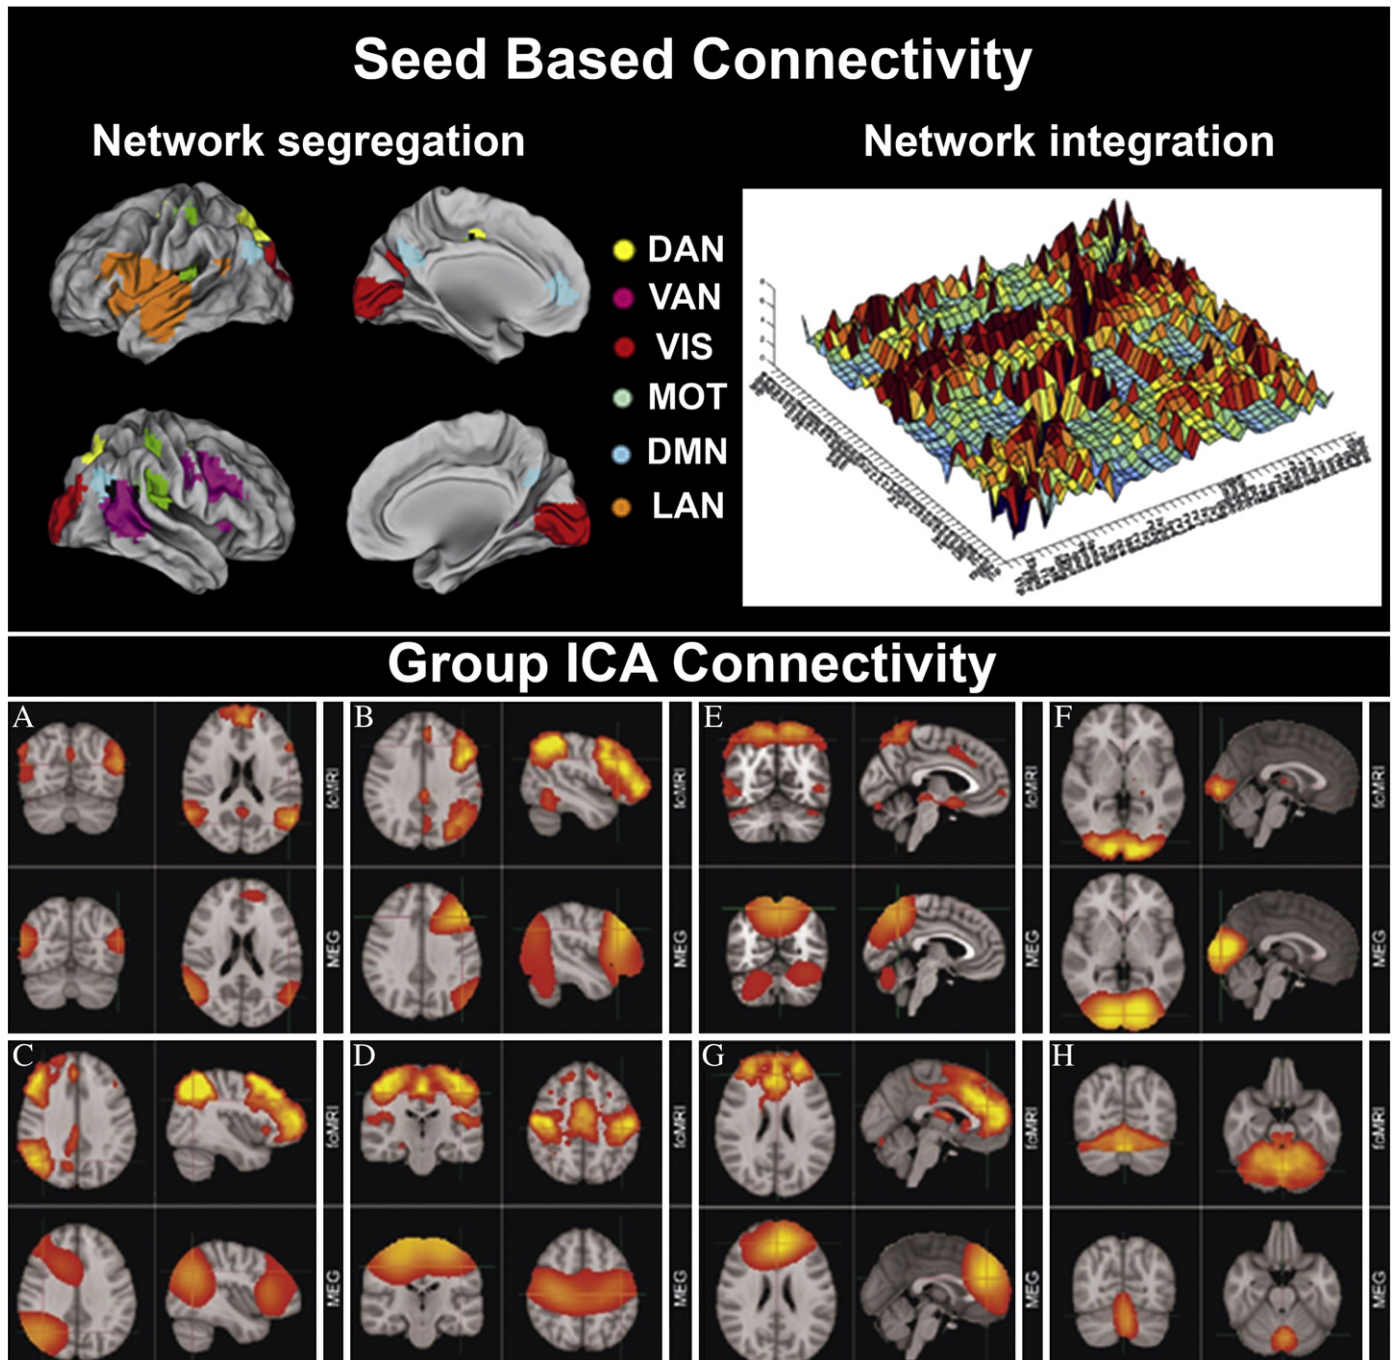 Seed Based Connectivity
Network segregation
Network integration
DAN
VAN
VIS
MOT
DMN
LAN
Group ICA Connectivity
A
fcMRI
MEG
B
fcMRI
MEG
E
fcMRI
MEG
F
fcMRI
MEG
C
fcMRI
MEG
D
fcMRI
MEG
G
fcMRI
MEG
H
fcMRI
MEG